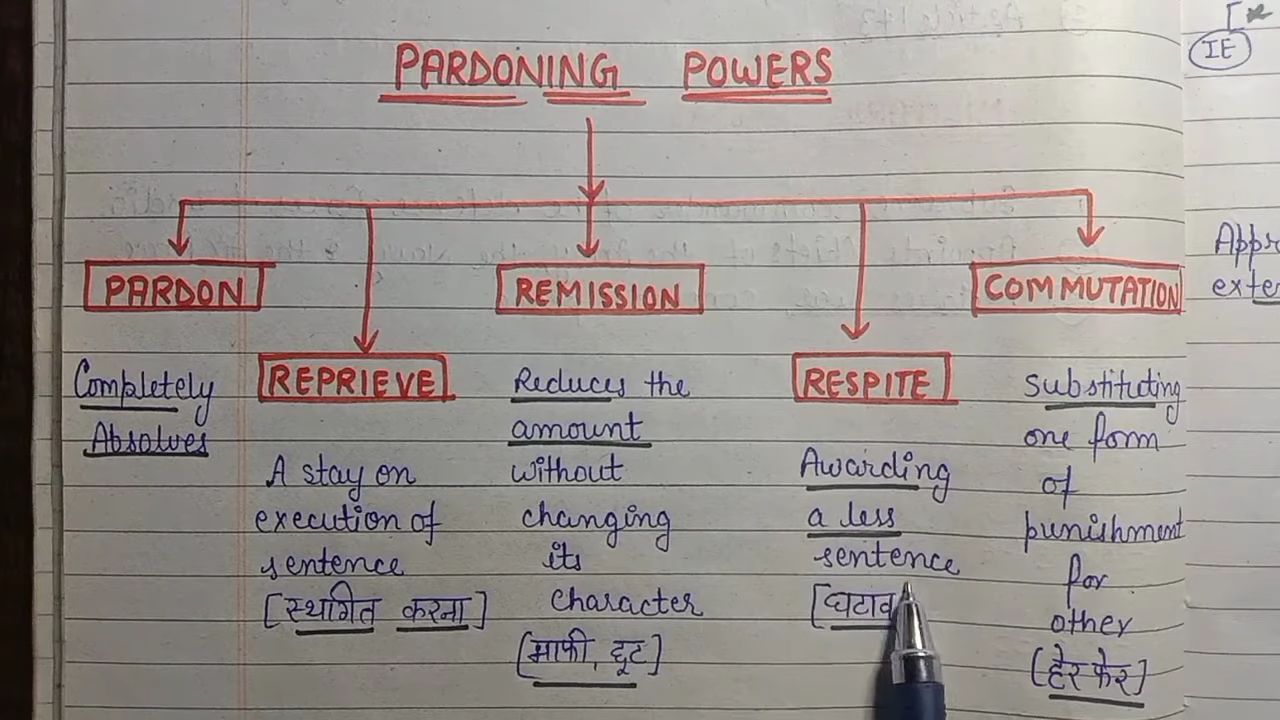 PARDONING POWERS
PARDON
Completely
Absolves
REPRIEVE
A stay on
execution of
sentence
[स्थगित करना]
REMISSION
Reduces the
amount
without
changing
its
character
[माफी, छूट]
RESPITE
Awarding
a less
sentence
[घटाव
COMMUTATION
substituting
one form
of
punishment
for
other
[हेर फेर]
IE